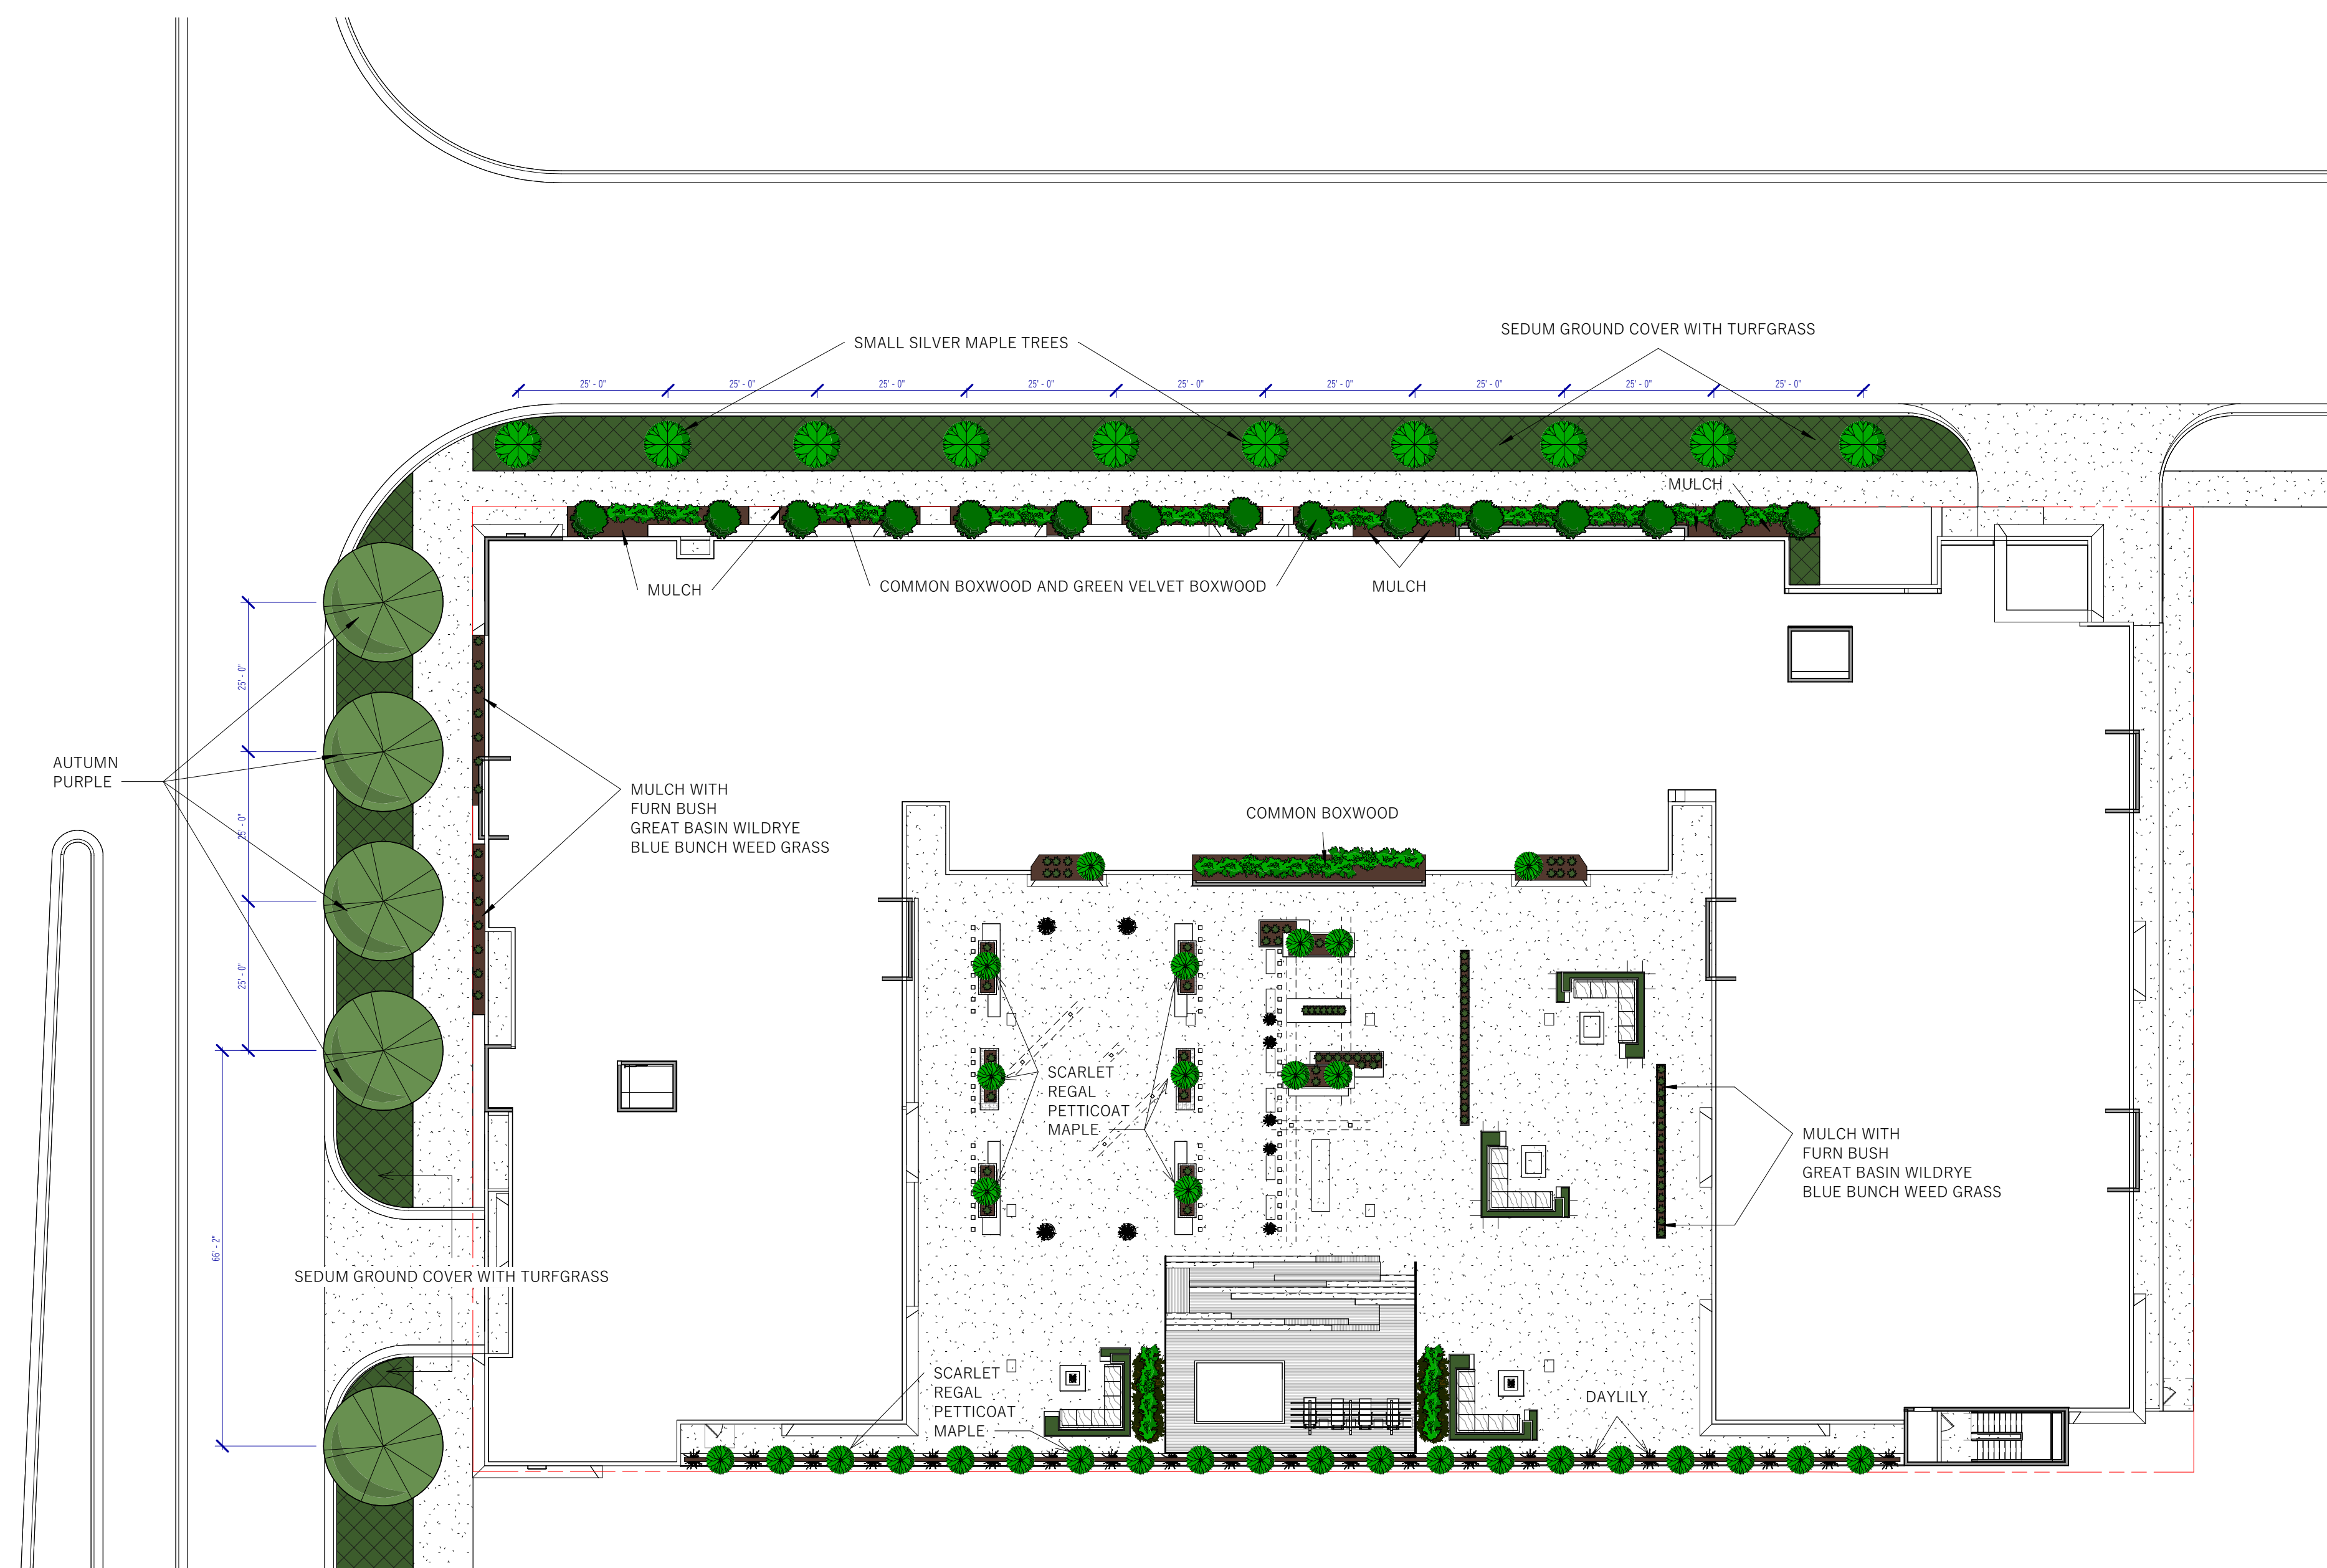 SMALL SILVER MAPLE TREES
SEDUM GROUND COVER WITH TURFGRASS
25' - 0"
25' - 0"
25' - 0"
25' - 0"
25' - 0"
25' - 0"
25' - 0"
25' - 0"
25' - 0"
MULCH
MULCH
COMMON BOXWOOD AND GREEN VELVET BOXWOOD
MULCH
25' - 0"
25' - 0"
25' - 0"
66' - 2"
AUTUMN
PURPLE
MULCH WITH
FURN BUSH
GREAT BASIN WILDRYE
BLUE BUNCH WEED GRASS
COMMON BOXWOOD
SCARLET
REGAL
PETTICOAT
MAPLE
MULCH WITH
FURN BUSH
GREAT BASIN WILDRYE
BLUE BUNCH WEED GRASS
SEDUM GROUND COVER WITH TURFGRASS
SCARLET
REGAL
PETTICOAT
MAPLE
DAYLILY